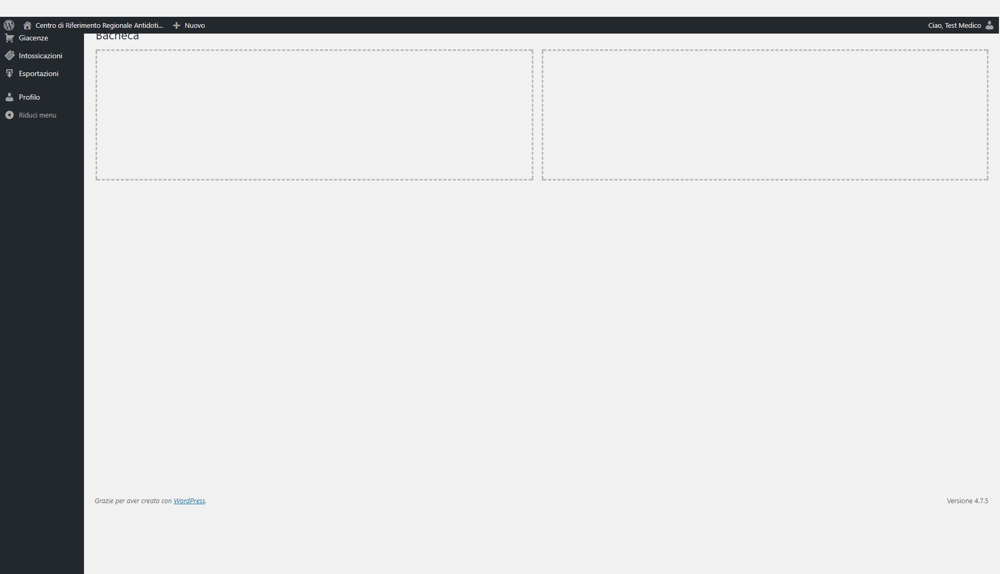 Centro di Riferimento Regionale Antidoti... Nuovo Ciao, Test Medico
Giacenze
Intossicazioni
Esportazioni
Profilo
Riduci menu
Bacheca
Grazie per aver creato con WordPress. Versione 4.7.5